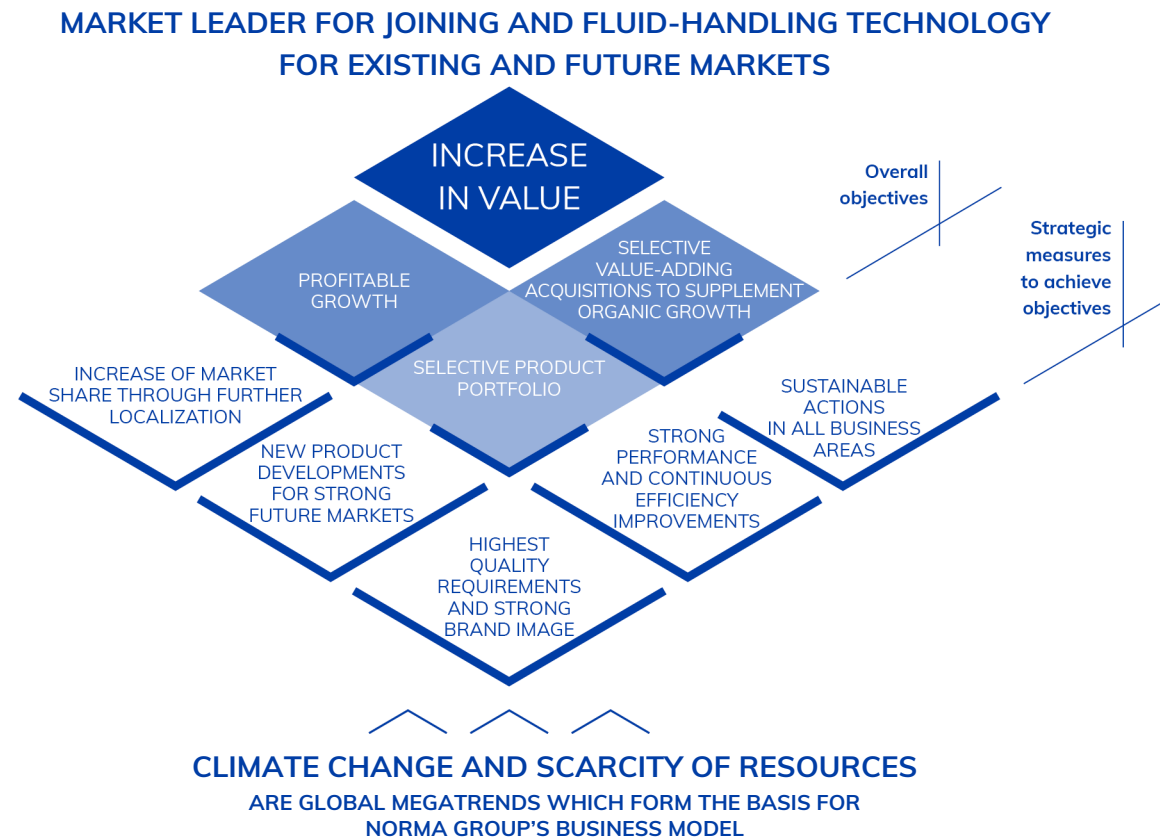 MARKET LEADER FOR JOINING AND FLUID-HANDLING TECHNOLOGY
FOR EXISTING AND FUTURE MARKETS
INCREASE
IN VALUE
Overall
objectives
Strategic
measures
to achieve
objectives
PROFITABLE
GROWTH
SELECTIVE
VALUE-ADDING
ACQUISITIONS TO SUPPLEMENT
ORGANIC GROWTH
SELECTIVE PRODUCT
PORTFOLIO
INCREASE OF MARKET
SHARE THROUGH FURTHER
LOCALIZATION
NEW PRODUCT
DEVELOPMENTS
FOR STRONG
FUTURE MARKETS
HIGHEST
QUALITY
REQUIREMENTS
AND STRONG
BRAND IMAGE
STRONG
PERFORMANCE
AND CONTINUOUS
EFFICIENCY
IMPROVEMENTS
SUSTAINABLE
ACTIONS
IN ALL BUSINESS
AREAS
CLIMATE CHANGE AND SCARCITY OF RESOURCES
ARE GLOBAL MEGATRENDS WHICH FORM THE BASIS FOR
NORMA GROUP'S BUSINESS MODEL